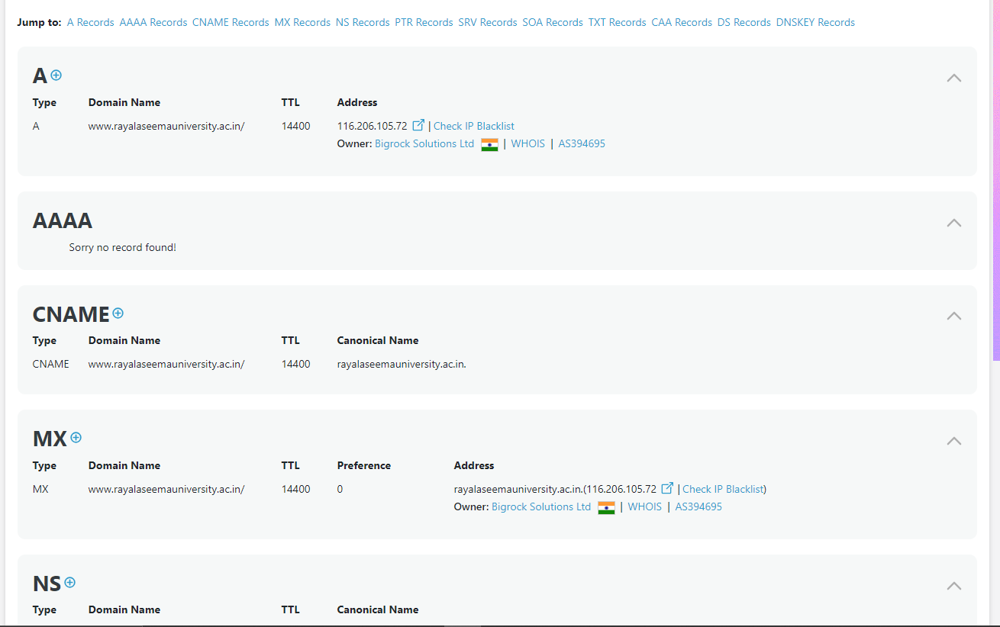 Jump to: A Records AAAA Records CNAME Records MX Records NS Records PTR Records SRV Records SOA Records TXT Records CAA Records DS Records DNSKEY Records
A
Type Domain Name TTL Address
A www.rayalaseemauniversity.ac.in/ 14400 116.206.105.72 | Check IP Blacklist
Owner: Bigrock Solutions Ltd | WHOIS | AS394695
AAAA
Sorry no record found!
CNAME
Type Domain Name TTL Canonical Name
CNAME www.rayalaseemauniversity.ac.in/ 14400 rayalaseemauniversity.ac.in.
MX
Type Domain Name TTL Preference Address
MX www.rayalaseemauniversity.ac.in/ 14400 0 rayalaseemauniversity.ac.in.(116.206.105.72 | Check IP Blacklist)
Owner: Bigrock Solutions Ltd | WHOIS | AS394695
NS
Type Domain Name TTL Canonical Name